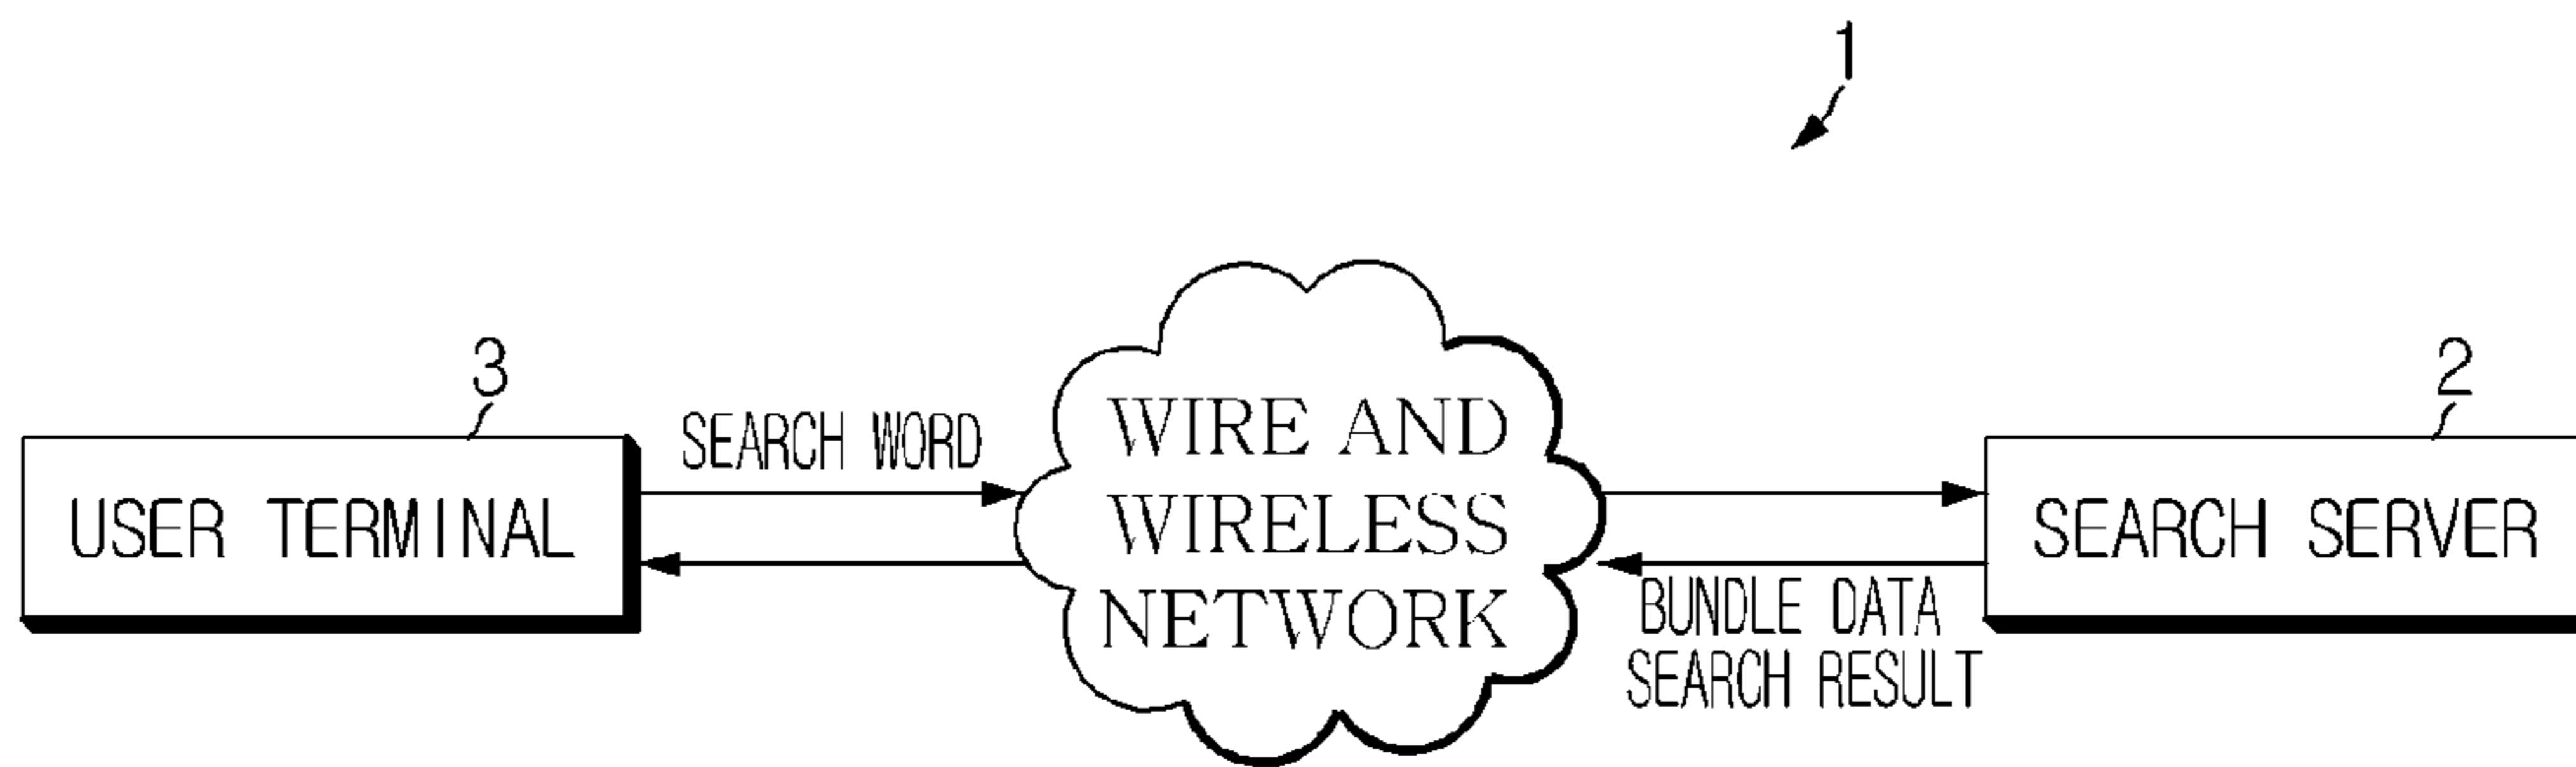 1
3
2
SEARCH WORD
USER TERMINAL
WIRE AND
WIRELESS
NETWORK
SEARCH SERVER
BUNDLE DATA
SEARCH RESULT